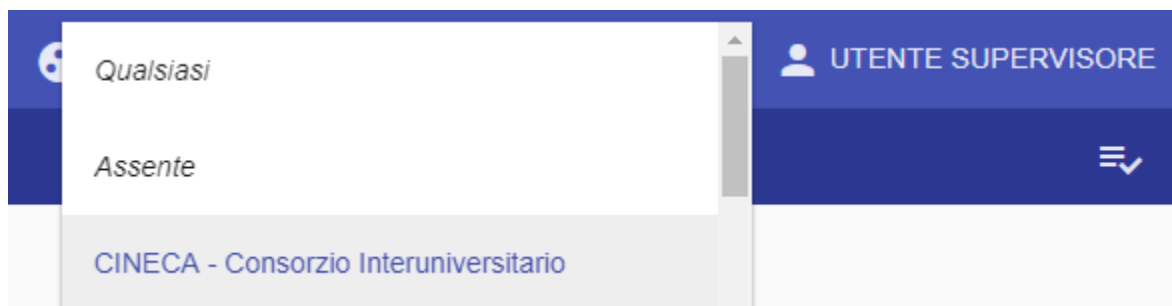 Qualsiasi
UTENTE SUPERVISORE
Assente
CINECA - Consorzio Interuniversitario